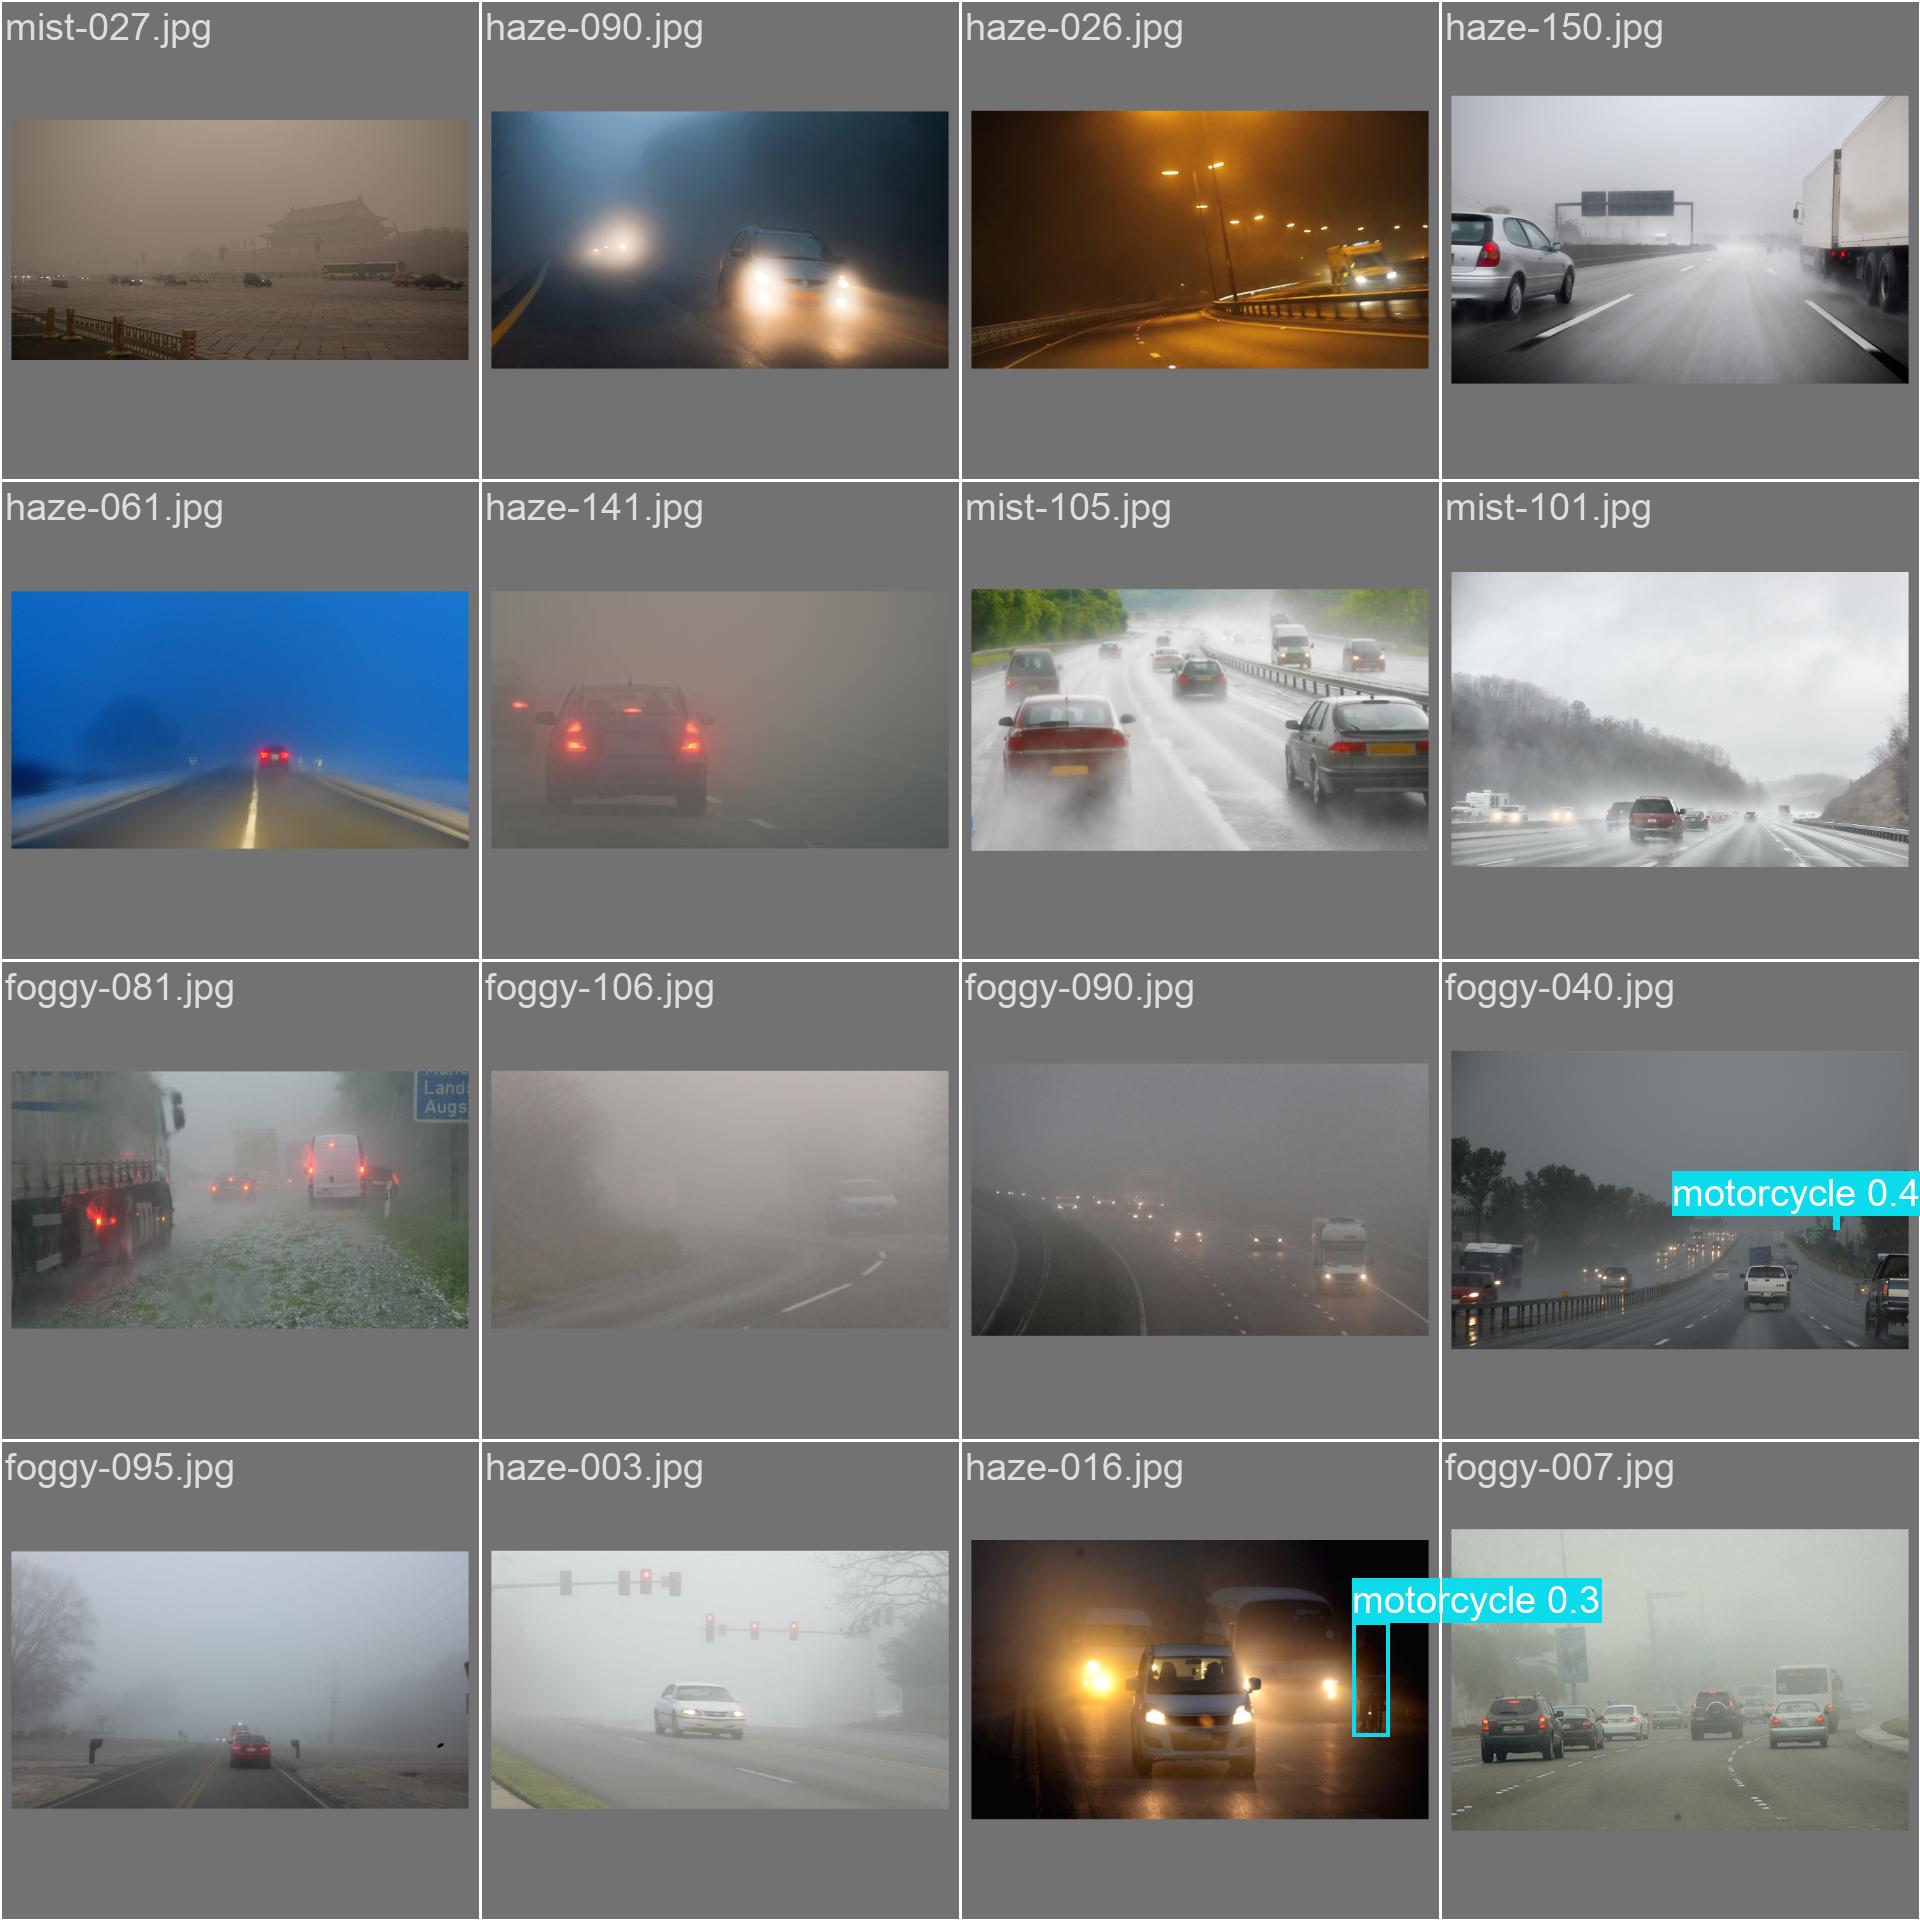 mist-027.jpg
haze-090.jpg
haze-026.jpg
haze-150.jpg
haze-061.jpg
haze-141.jpg
mist-105.jpg
mist-101.jpg
foggy-081.jpg
foggy-106.jpg
foggy-090.jpg
foggy-040.jpg
Lands
Augs
motorcycle 0.4
foggy-095.jpg
haze-003.jpg
haze-016.jpg
foggy-007.jpg
motorcycle 0.3